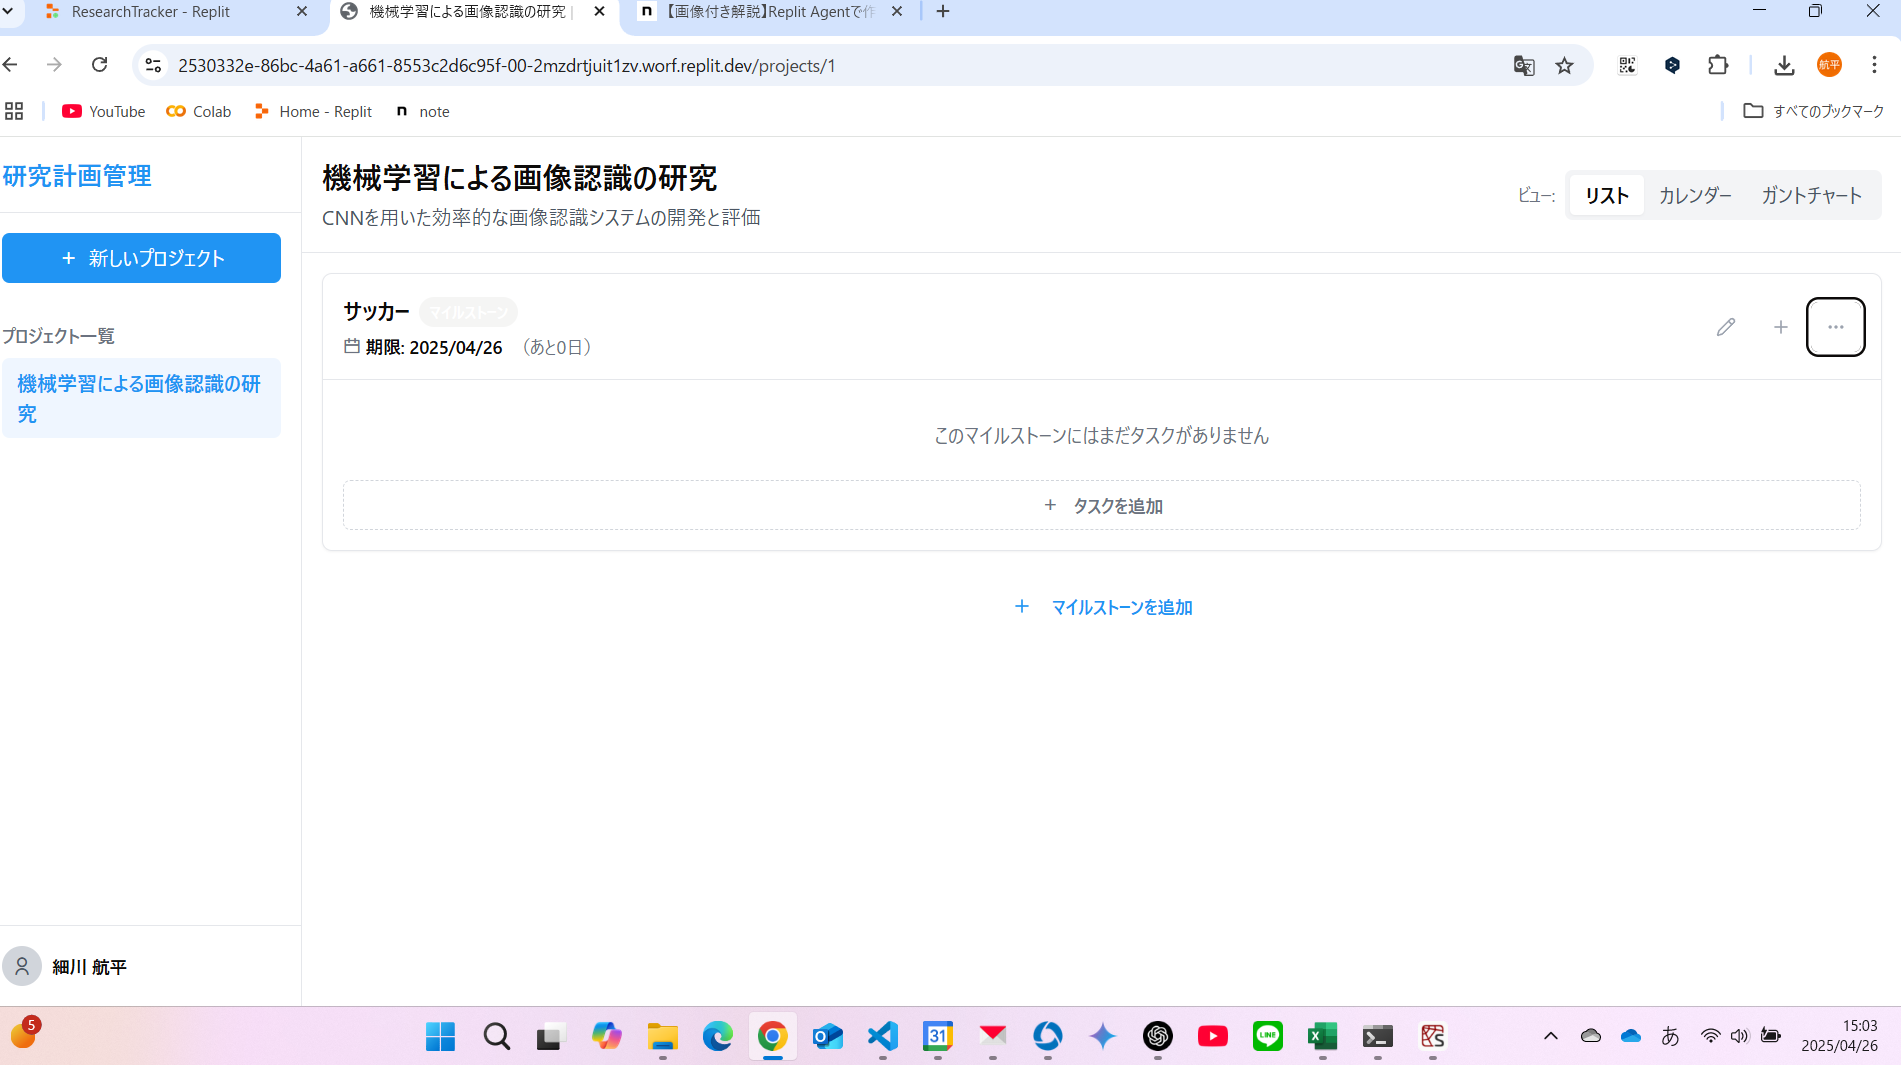 ResearchTracker - Replit
機械学習による画像認識の研究 |
【画像付き解説】Replit Agentで作
2530332e-86bc-4a61-a661-8553c2d6c95f-00-2mzdrtjuit1zv.worf.replit.dev/projects/1
航平
YouTube
Colab
Home - Replit
note
すべてのブックマーク
研究計画管理
+ 新しいプロジェクト
プロジェクト一覧
機械学習による画像認識の研
究
細川 航平
機械学習による画像認識の研究
CNNを用いた効率的な画像認識システムの開発と評価
ビュー:
リスト
カレンダー
ガントチャート
サッカー マイルストーン
期限: 2025/04/26 （あと0日）
このマイルストーンにはまだタスクがありません
+ タスクを追加
+ マイルストーンを追加
5
31
LINE
あ
15:03
2025/04/26